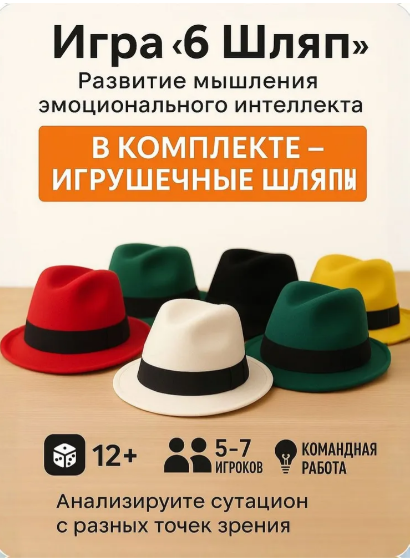 Игра «6 Шляп»
Развитие мышления
эмоционального интеллекта
В КОМПЛЕКТЕ –
ИГРУШЕЧНЫЕ ШЛЯПЫ
12+
5-7
ИГРОКОВ
КОМАНДНАЯ
РАБОТА
Анализируите сутацион
с разных точек зрения